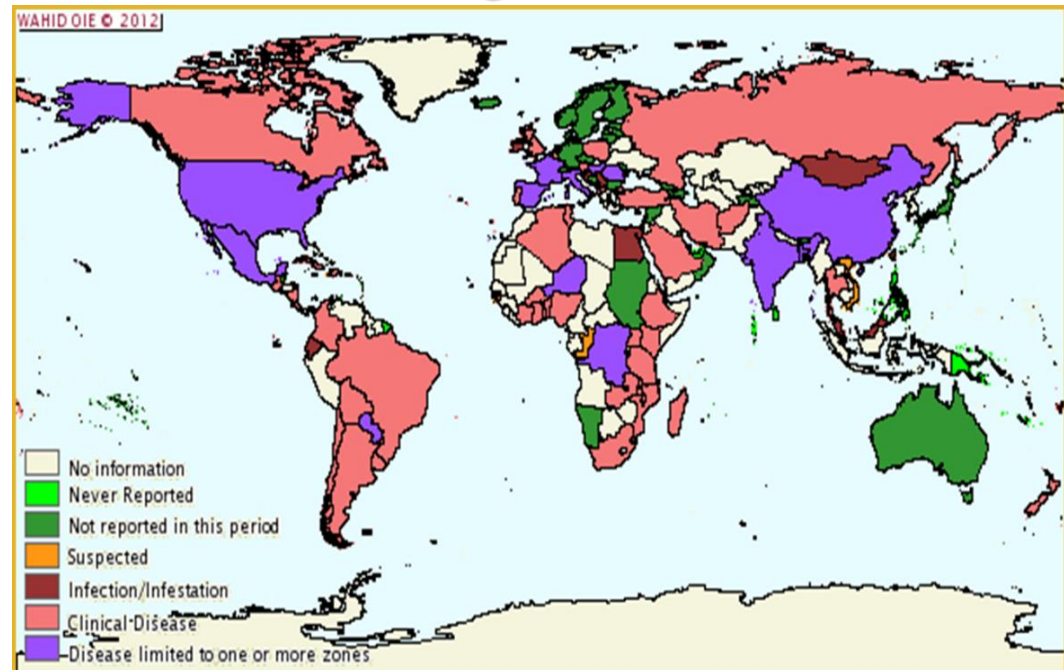 WAHID OIE © 2012
No information
Never Reported
Not reported in this period
Suspected
Infection/Infestation
Clinical Disease
Disease limited to one or more zones